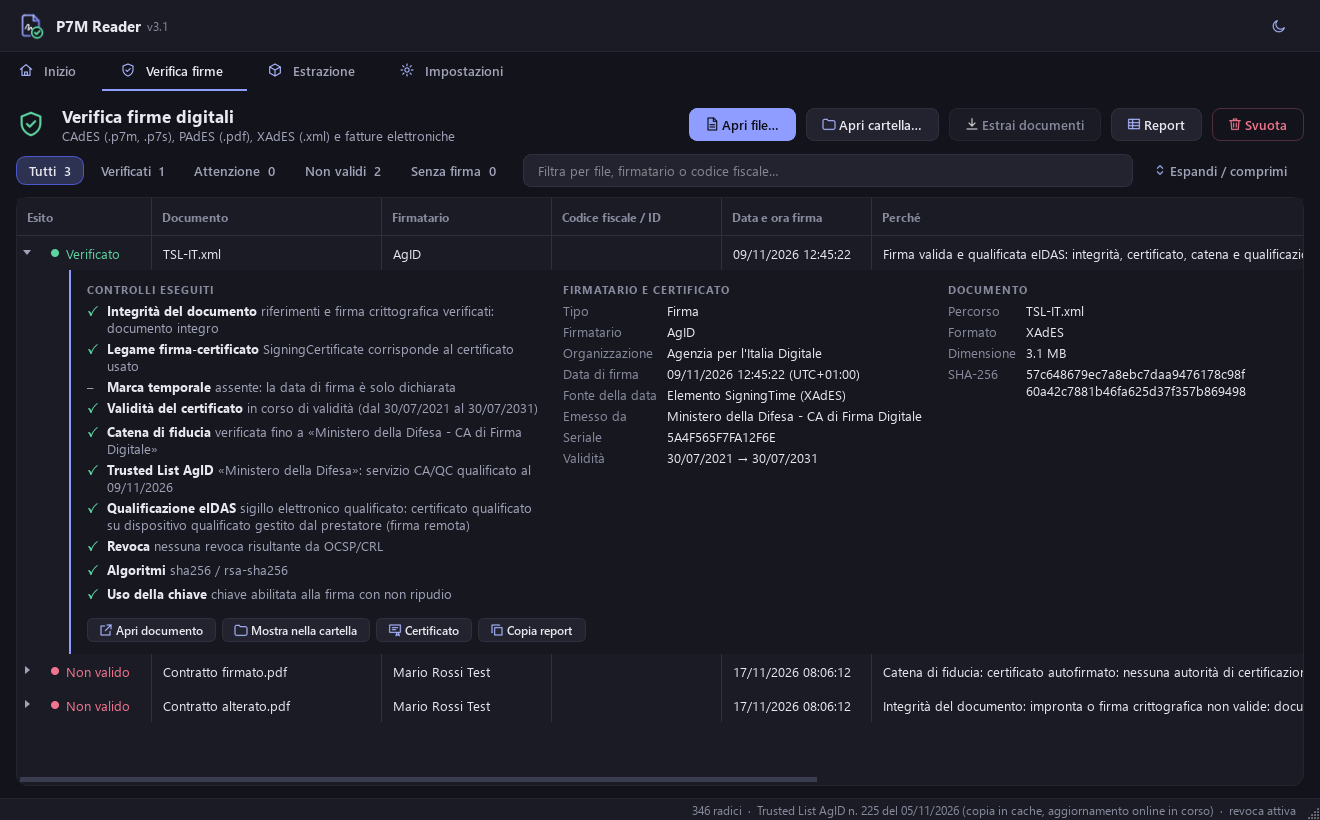 P7M Reader v3.1
Inizio Verifica firme Estrazione Impostazioni
Verifica firme digitali
CAdES (.p7m, .p7s), PAdES (.pdf), XAdES (.xml) e fatture elettroniche
Apri file... Apri cartella... Estrai documenti Report Svuota
Tutti 3 Verificati 1 Attenzione 0 Non validi 2 Senza firma 0 Filtra per file, firmatario o codice fiscale... Espandi / comprimi
Esito Documento Firmatario Codice fiscale / ID Data e ora firma Perché
Verificato TSL-IT.xml AgID 09/11/2026 12:45:22 Firma valida e qualificata eIDAS: integrità, certificato, catena e qualificazi
CONTROLLI ESEGUITI
✓ Integrità del documento riferimenti e firma crittografica verificati:
documento integro
✓ Legame firma-certificato SigningCertificate corrisponde al certificato
usato
– Marca temporale assente: la data di firma è solo dichiarata
✓ Validità del certificato in corso di validità (dal 30/07/2021 al 30/07/2031)
✓ Catena di fiducia verificata fino a «Ministero della Difesa - CA di Firma
Digitale»
✓ Trusted List AgID «Ministero della Difesa»: servizio CA/QC qualificato al
09/11/2026
✓ Qualificazione eIDAS sigillo elettronico qualificato: certificato qualificato
su dispositivo qualificato gestito dal prestatore (firma remota)
✓ Revoca nessuna revoca risultante da OCSP/CRL
✓ Algoritmi sha256 / rsa-sha256
✓ Uso della chiave chiave abilitata alla firma con non ripudio
FIRMATARIO E CERTIFICATO
Tipo Firma
Firmatario AgID
Organizzazione Agenzia per l'Italia Digitale
Data di firma 09/11/2026 12:45:22 (UTC+01:00)
Fonte della data Elemento SigningTime (XAdES)
Emesso da Ministero della Difesa - CA di Firma Digitale
Seriale 5A4F565F7FA12F6E
Validità 30/07/2021 → 30/07/2031
DOCUMENTO
Percorso TSL-IT.xml
Formato XAdES
Dimensione 3.1 MB
SHA-256 57c648679ec7a8ebc7daa9476178c98f
60a42c7881b46fa625d37f357b869498
Apri documento Mostra nella cartella Certificato Copia report
Non valido Contratto firmato.pdf Mario Rossi Test 17/11/2026 08:06:12 Catena di fiducia: certificato autofirmato: nessuna autorità di certificazion
Non valido Contratto alterato.pdf Mario Rossi Test 17/11/2026 08:06:12 Integrità del documento: impronta o firma crittografica non valide: docu
346 radici · Trusted List AgID n. 225 del 05/11/2026 (copia in cache, aggiornamento online in corso) · revoca attiva